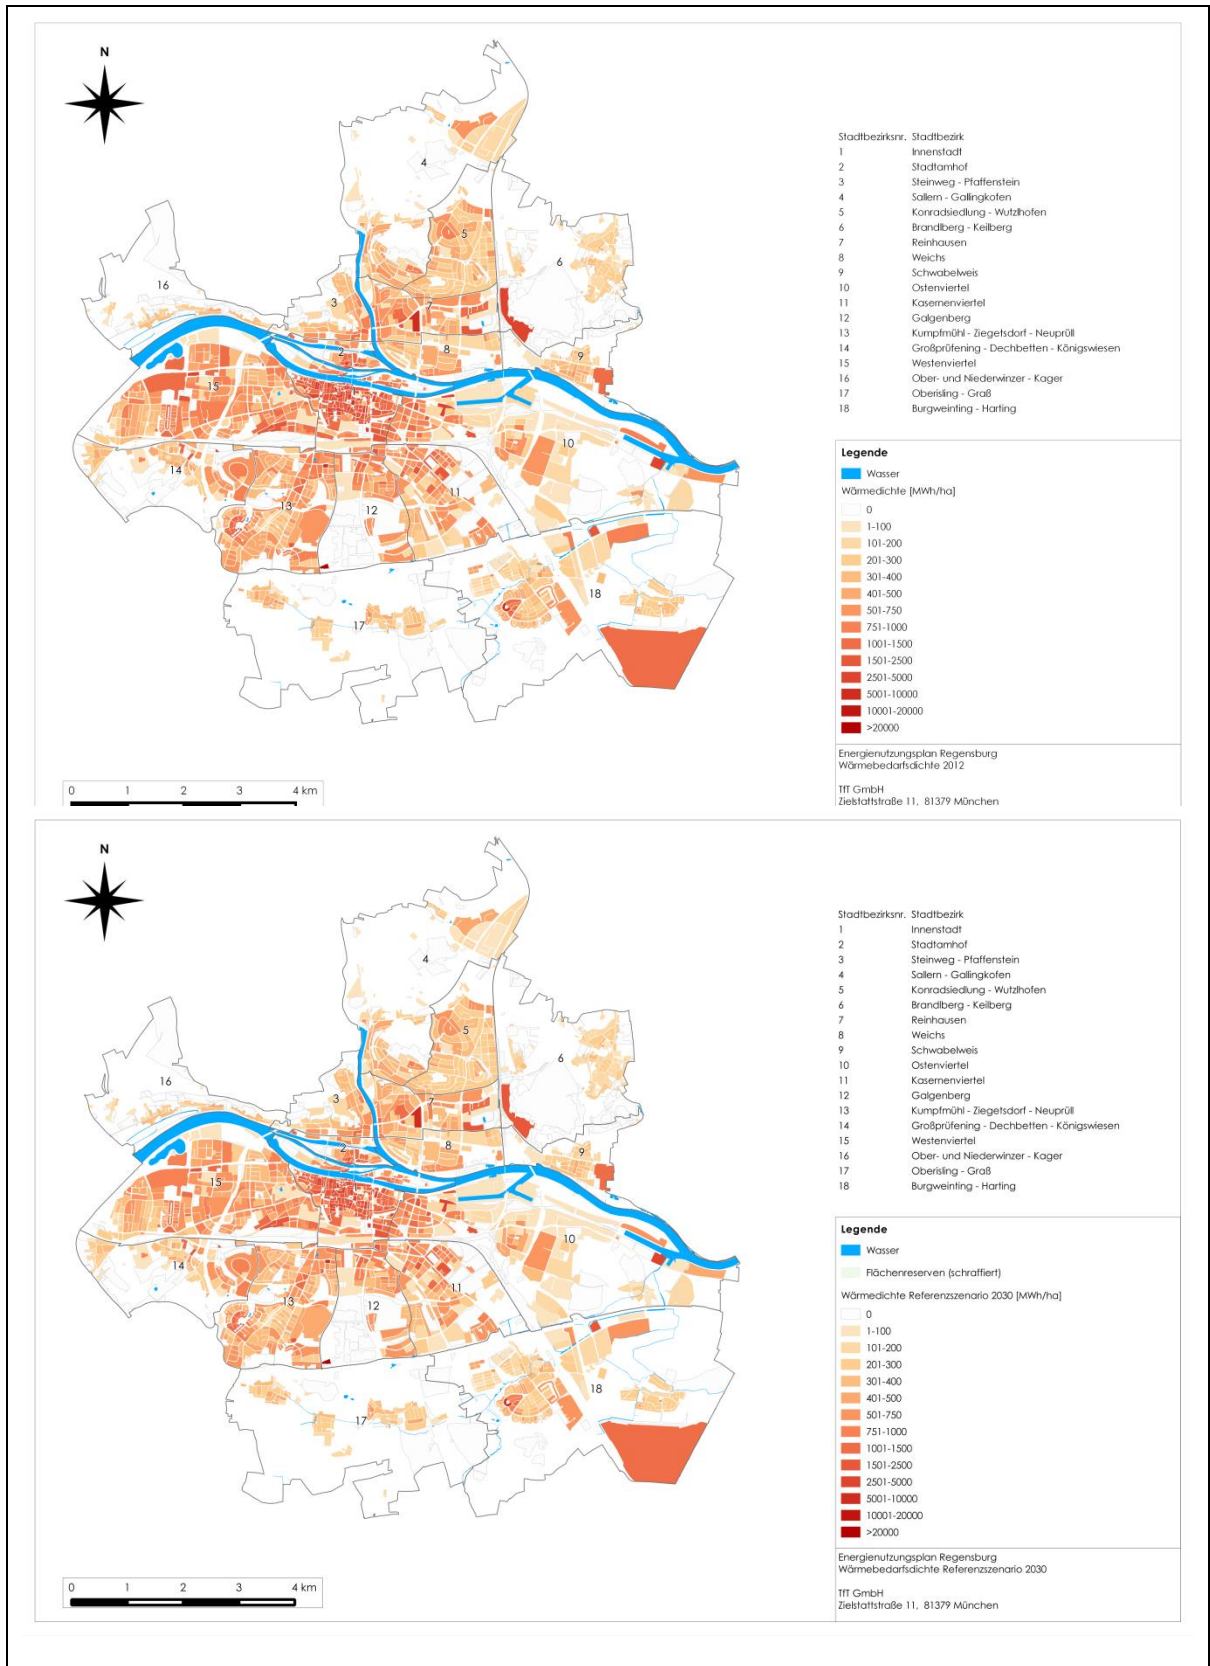 N
4
5
6
16
3
7
2
8
9
15
10
14
13
11
12
18
17
Stadtbezirksnr. Stadtbezirk
1 Innenstadt
2 Stadtamhof
3 Steinweg - Pfaffenstein
4 Sallern - Gallingkofen
5 Konradsiedlung - Wutzlhofen
6 Brandlberg - Keilberg
7 Reinhausen
8 Weichs
9 Schwabelweis
10 Ostenviertel
11 Kasernenviertel
12 Galgenberg
13 Kumpfmühl - Ziegetsdorf - Neuprüll
14 Großprüfening - Dechbetten - Königswiesen
15 Westenviertel
16 Ober- und Niederwinzer - Kager
17 Oberisling - Graß
18 Burgweinting - Harting
Legende
Wasser
Wärmedichte [MWh/ha]
0
1-100
101-200
201-300
301-400
401-500
501-750
751-1000
1001-1500
1501-2500
2501-5000
5001-10000
10001-20000
>20000
Energienutzungsplan Regensburg
Wärmebedarfsdichte 2012
TfT GmbH
Zielstattstraße 11, 81379 München
0 1 2 3 4 km
N
4
5
6
16
3
7
2
8
9
15
10
14
13
11
12
18
17
Stadtbezirksnr. Stadtbezirk
1 Innenstadt
2 Stadtamhof
3 Steinweg - Pfaffenstein
4 Sallern - Gallingkofen
5 Konradsiedlung - Wutzlhofen
6 Brandlberg - Keilberg
7 Reinhausen
8 Weichs
9 Schwabelweis
10 Ostenviertel
11 Kasernenviertel
12 Galgenberg
13 Kumpfmühl - Ziegetsdorf - Neuprüll
14 Großprüfening - Dechbetten - Königswiesen
15 Westenviertel
16 Ober- und Niederwinzer - Kager
17 Oberisling - Graß
18 Burgweinting - Harting
Legende
Wasser
Flächenreserven (schraffiert)
Wärmedichte Referenzszenario 2030 [MWh/ha]
0
1-100
101-200
201-300
301-400
401-500
501-750
751-1000
1001-1500
1501-2500
2501-5000
5001-10000
10001-20000
>20000
Energienutzungsplan Regensburg
Wärmebedarfsdichte Referenzszenario 2030
TfT GmbH
Zielstattstraße 11, 81379 München
0 1 2 3 4 km